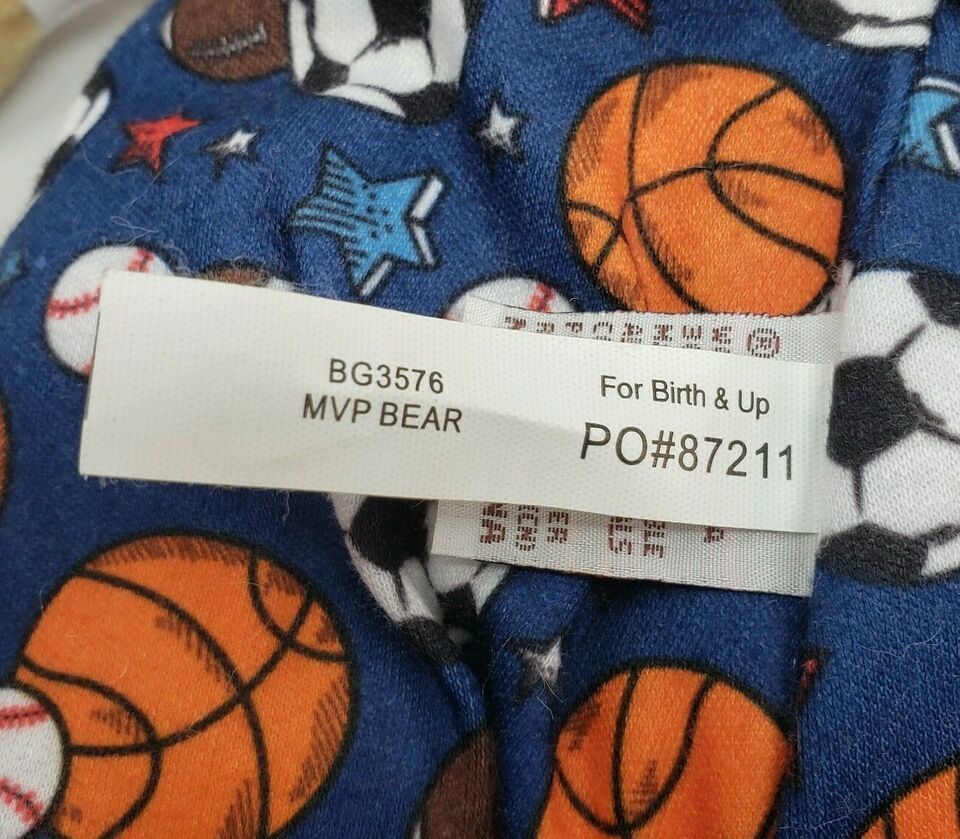 BG3576
MVP BEAR
For Birth & Up
PO#87211